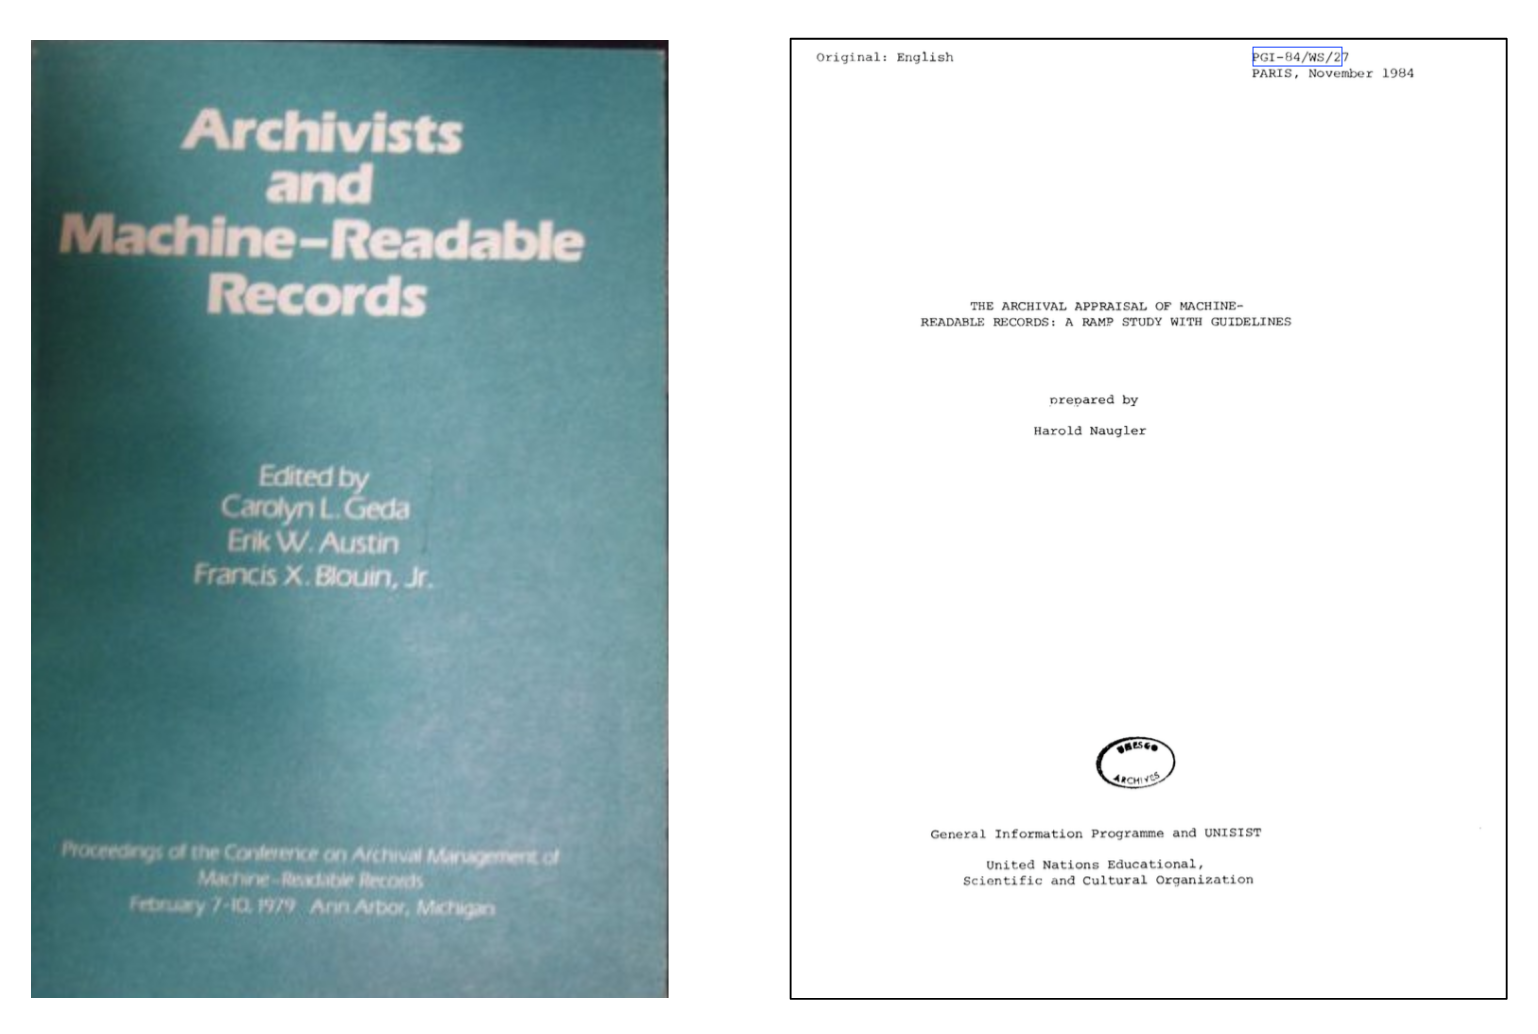 Archivists
and
Machine-Readable
Records
Edited by
Carolyn L. Geda
Erik W. Austin
Francis X. Blouin, Jr.
Proceedings of the Conference on Archival Management of
Machine-Readable Records
February 7-10, 1979 Ann Arbor, Michigan
Original: English
PGI-84/WS/27
PARIS, November 1984
THE ARCHIVAL APPRAISAL OF MACHINE-
READABLE RECORDS: A RAMP STUDY WITH GUIDELINES
prepared by
Harold Naugler
UNESCO
ARCHIVES
General Information Programme and UNISIST
United Nations Educational,
Scientific and Cultural Organization